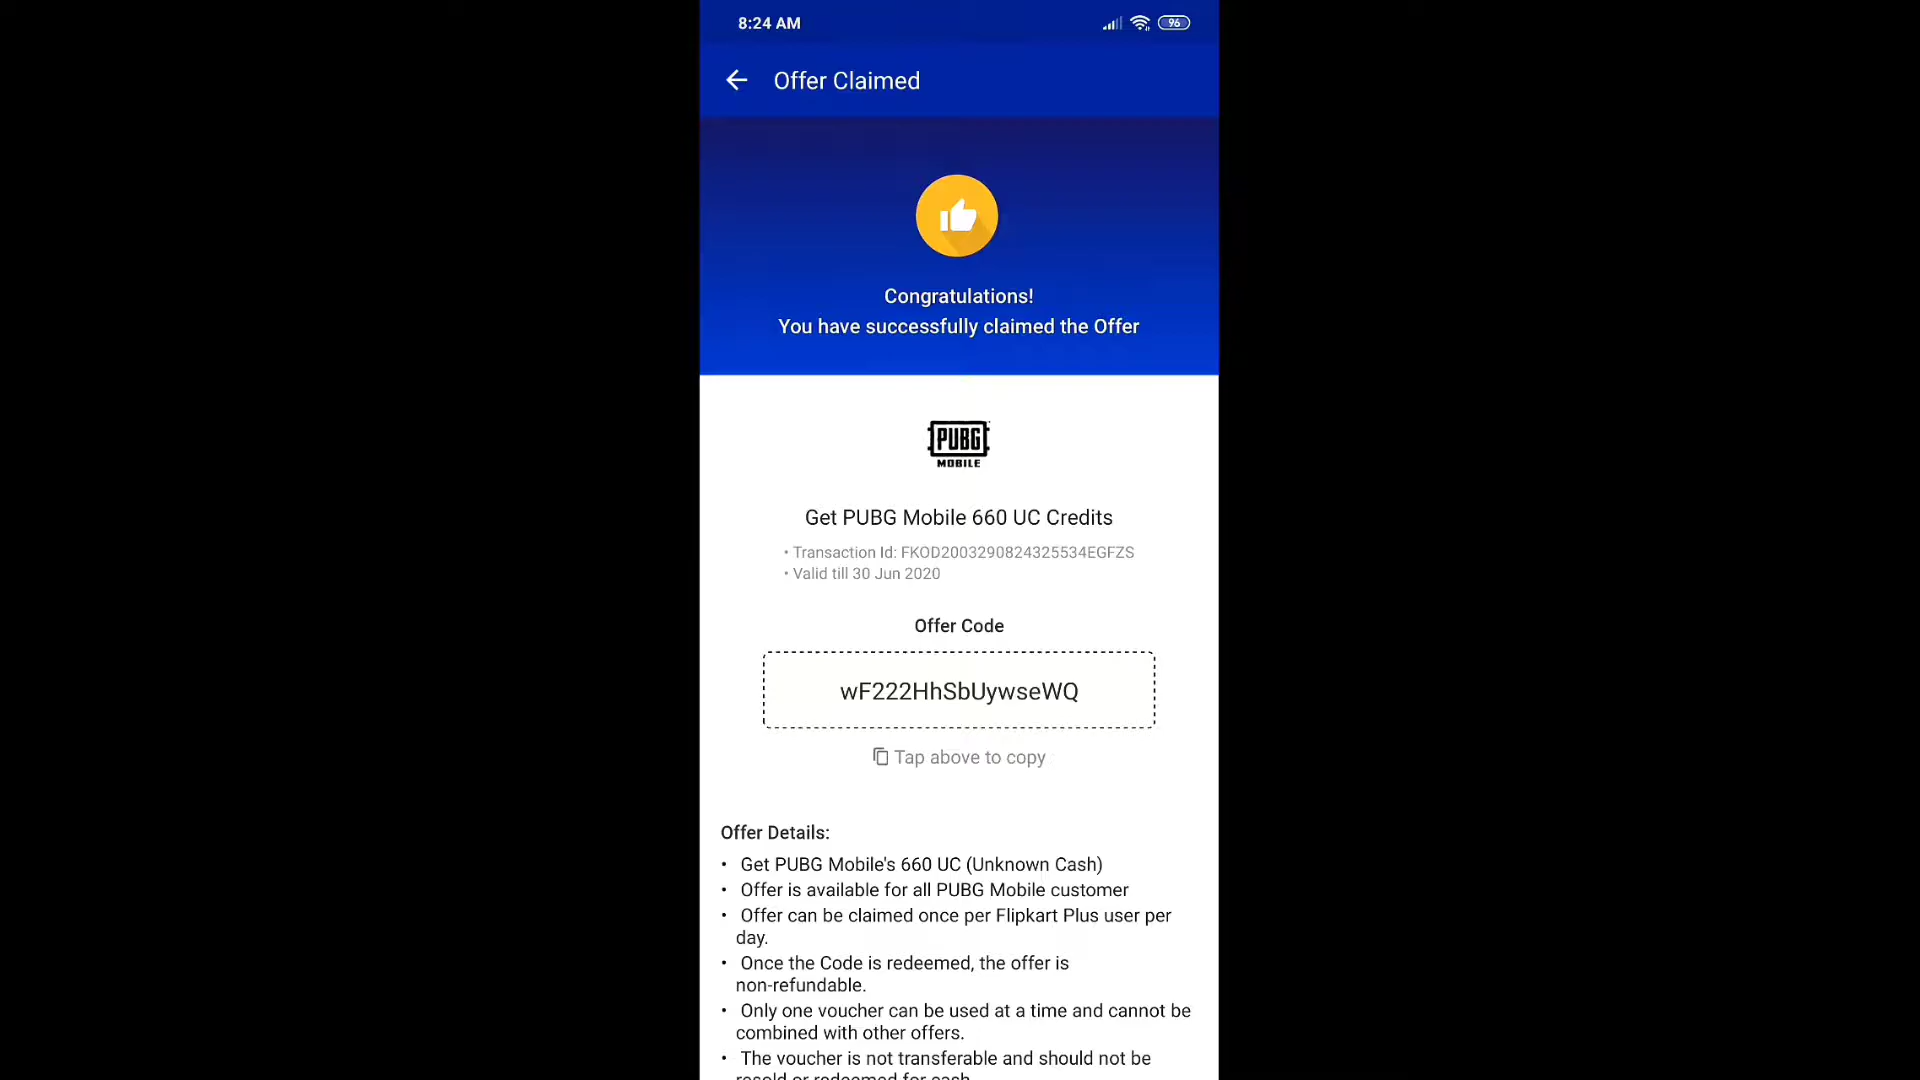 8:24 AM
96
Offer Claimed
Congratulations!
You have successfully claimed the Offer
PUBG
MOBILE
Get PUBG Mobile 660 UC Credits
• Transaction Id: FKOD2003290824325534EGFZS
• Valid till 30 Jun 2020
Offer Code
wF222HhSbUywseWQ
Tap above to copy
Offer Details:
• Get PUBG Mobile's 660 UC (Unknown Cash)
• Offer is available for all PUBG Mobile customer
• Offer can be claimed once per Flipkart Plus user per
day.
• Once the Code is redeemed, the offer is
non-refundable.
• Only one voucher can be used at a time and cannot be
combined with other offers.
• The voucher is not transferable and should not be
resold or redeemed for cash